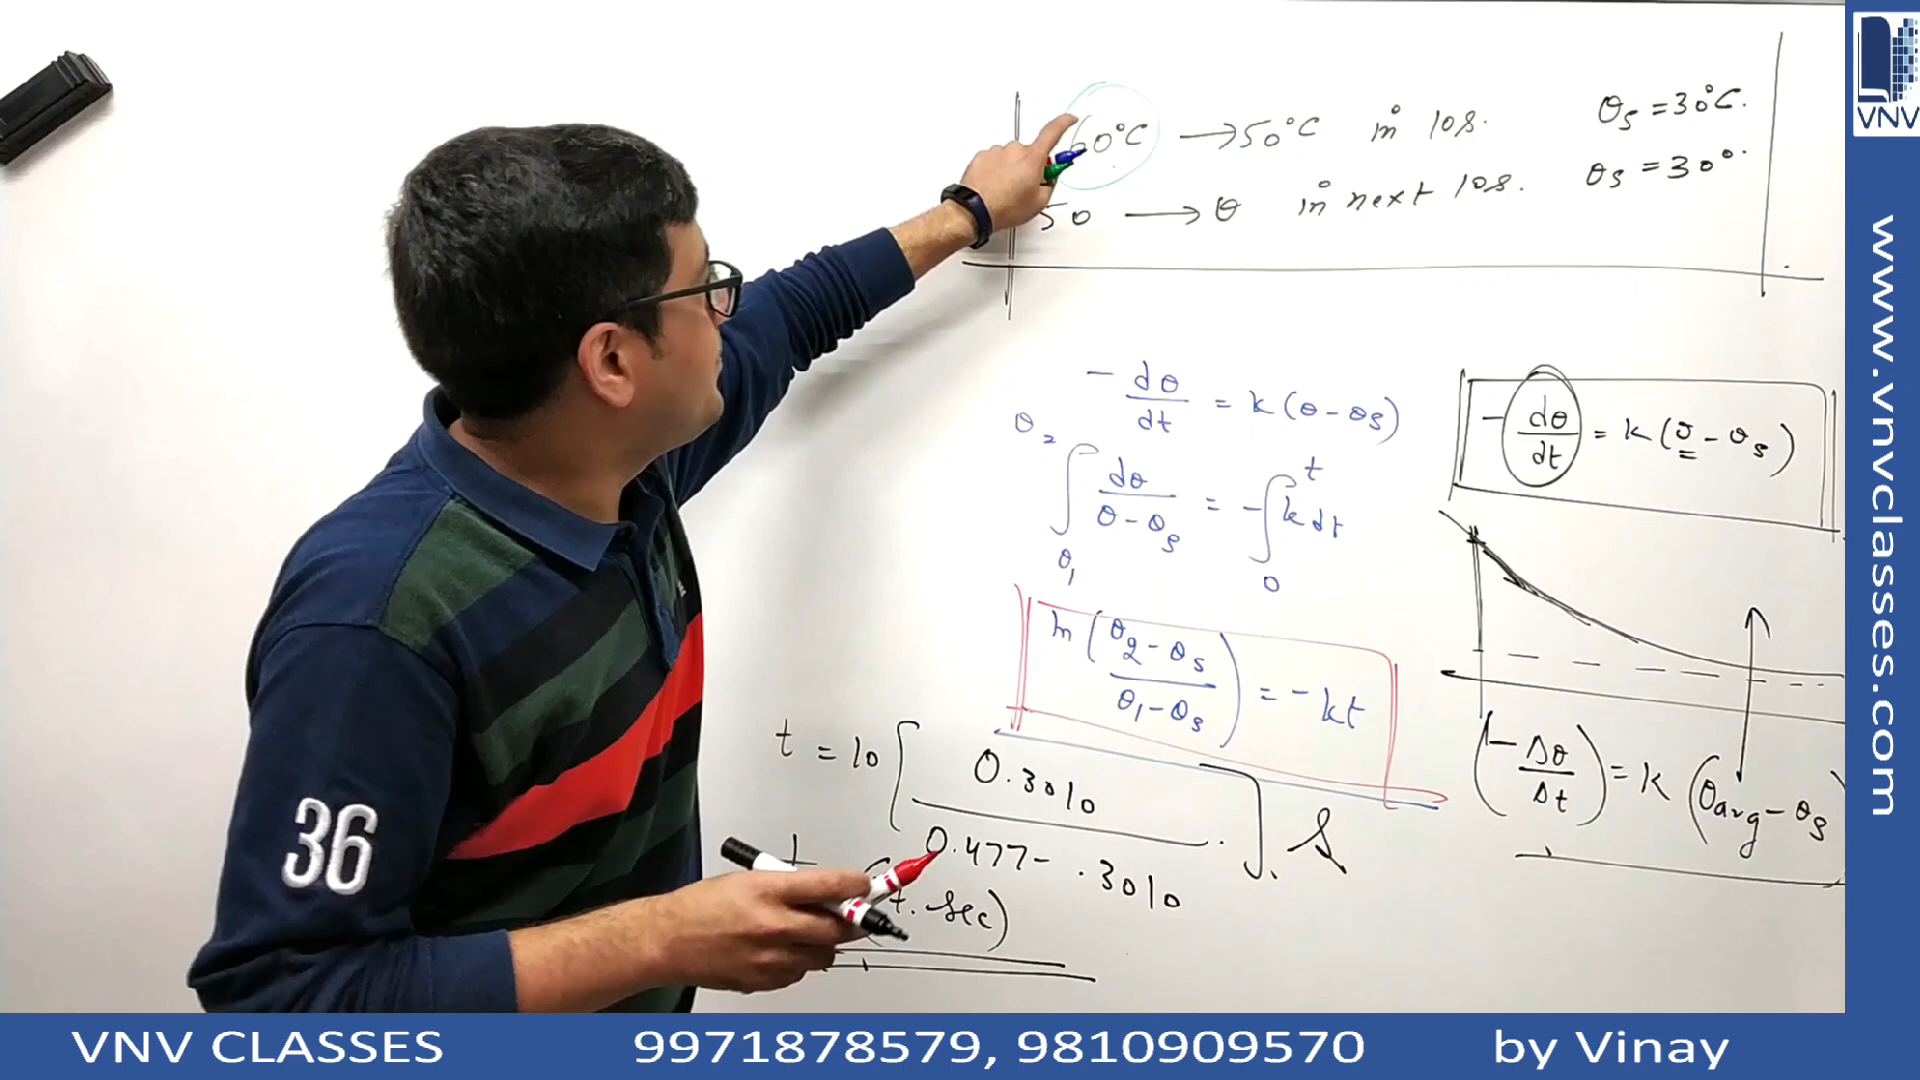 60°C → 50°C in 10s. θs = 30°C.
50 → θ in next 10s. θs = 30°.
- dθ/dt = k (θ - θs)
∫ θ1 θ2 dθ/(θ - θs) = - ∫ 0 t k dt
ln ( (θ2 - θs)/(θ1 - θs) ) = - kt
t = 10 [ 0.3010 / 0.477 - .3010 ] . s
t. sec)
- dθ/dt = k (θ - θs)
( - Δθ/Δt ) = k ( θavg - θs
36
VNV
www.vnvclasses.com
VNV CLASSES 9971878579, 9810909570 by Vinay